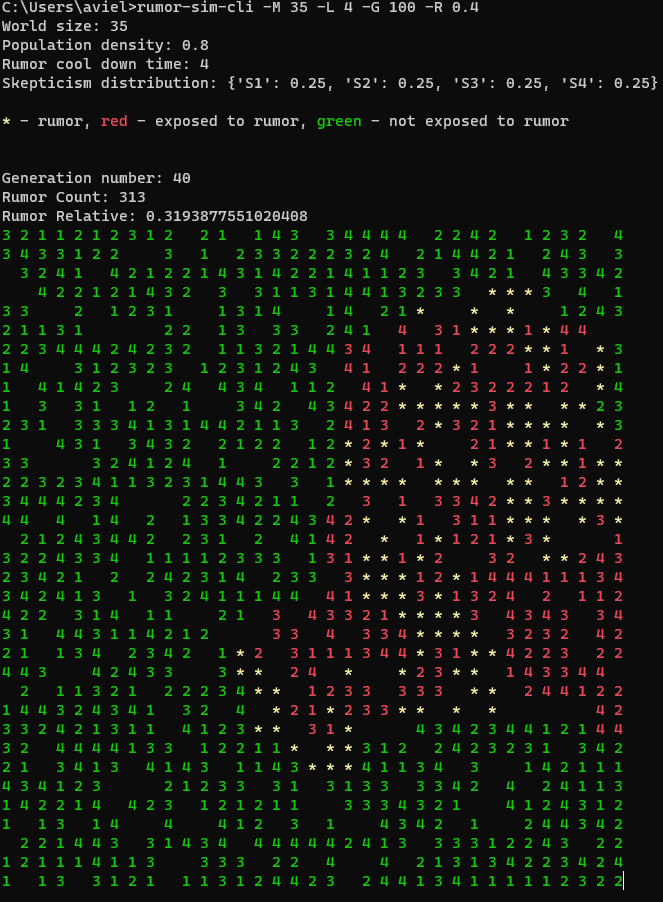 C:\Users\aviel>rumor-sim-cli -M 35 -L 4 -G 100 -R 0.4
World size: 35
Population density: 0.8
Rumor cool down time: 4
Skepticism distribution: {'S1': 0.25, 'S2': 0.25, 'S3': 0.25, 'S4': 0.25}
* - rumor, red - exposed to rumor, green - not exposed to rumor
Generation number: 40
Rumor Count: 313
Rumor Relative: 0.3193877551020408
3 2 1 1 2 1 2 3 1 2   2 1   1 4 3   3 4 4 4 4   2 2 4 2   1 2 3 2   4
3 4 3 3 1 2 2     3   1   2 3 3 2 2 2 3 2 4   2 1 4 4 2 1   2 4 3   3
  3 2 4 1   4 2 1 2 2 1 4 3 1 4 2 2 1 4 1 1 2 3   3 4 2 1   4 3 3 4 2
    4 2 2 1 2 1 4 3 2   3   3 1 1 3 1 4 4 1 3 2 3 3   * * * 3   4   1
3 3     2   1 2 3 1     1 3 1 4     1 4   2 1 *     *   *     1 2 4 3
2 1 1 3 1         2 2   1 3   3 3   2 4 1   4   3 1 * * * 1 * 4 4
2 2 3 4 4 4 2 4 2 3 2   1 1 3 2 1 4 4 3 4   1 1 1   2 2 2 * * 1   * 3
1 4     3 1 2 3 2 3   1 2 3 1 2 4 3   4 1   2 2 2 * 1     1 * 2 2 * 1
1   4 1 4 2 3     2 4   4 3 4   1 1 2   4 1 *   * 2 3 2 2 2 1 2   * 4
1   3   3 1   1 2   1     3 4 2   4 3 4 2 2 * * * * * 3 * *   * * 2 3
2 3 1   3 3 3 4 1 3 1 4 4 2 1 1 3   2 4 1 3   2 * 3 2 1 * * * *   * 3
1     4 3 1   3 4 3 2   2 1 2 2   1 2 * 2 * 1 *     2 1 * * 1 * 1   2
3 3       3 2 4 1 2 4   1     2 2 1 2 * 3 2   1 *   * 3   2 * * 1 * *
2 2 3 2 3 4 1 1 3 2 3 1 4 4 3   3   1 * * * *   * * *   * *   1 2 * *
3 4 4 4 2 3 4       2 2 3 4 2 1 1   2   3   1   3 3 4 2 * * 3 * * * *
4 4   4   1 4   2   1 3 3 4 2 2 4 3 4 2 *   * 1   3 1 1 * * *   * 3 *
  2 1 2 4 3 4 4 2   2 3 1   2   4 1 4 2   *   1 * 1 2 1 * 3 *       1
3 2 2 4 3 3 4   1 1 1 1 2 3 3 3   1 3 1 * * 1 * 2     3 2   * * 2 4 3
2 3 4 2 1   2   2 4 2 3 1 4   2 3 3   3 * * * 1 2 * 1 4 4 4 1 1 1 3 4
3 4 2 4 1 3   1   3 2 4 1 1 1 4 4   4 1 * * * 3 * 1 3 2 4   2   1 1 2
4 2 2   3 1 4   1 1     2 1   3   4 3 3 2 1 * * * * 3   4 3 4 3   3 4
3 1   4 4 3 1 1 4 2 1 2       3 3   4   3 3 4 * * * *   3 2 3 2   4 2
2 1   1 3 4   2 3 4 2   1 * 2   3 1 1 1 3 4 4 * 3 1 * * 4 2 2 3   2 2
4 4 3     4 2 4 3 3     3 * *   2 4   *     * 2 3 * *   1 4 3 3 4 4
  2   1 1 3 2 1   2 2 2 3 4 * *   1 2 3 3   3 3 3   * *   2 4 4 1 2 2
1 4 4 3 2 4 3 4 1   3 2   4   * 2 1 * 2 3 3 * *   *   *           4 2
3 3 2 4 2 1 3 1 1   4 1 2 3 * *   3 1 *       4 3 4 2 3 4 4 1 2 1 4 4
3 2   4 4 4 4 1 3 3   1 2 2 1 1 *   * * 3 1 2   2 4 2 3 2 3 1   3 4 2
2 1   3 4 1 3   4 1 4 3   1 1 4 3 * * * 4 1 1 3 4   3     1 4 2 1 1 1
4 3 4 1 2 3       2 1 2 3 3   3 1   3 1 3 3   3 3 4 2   4   2 4 1 1 3
1 4 2 2 1 4   4 2 3   1 2 1 2 1 1     3 3 3 4 3 2 1     4 1 2 4 3 1 2
1   1 3   1 4     4     4 1 2   3   1     4 3 4 2   1     2 4 4 3 4 2
  2 2 1 4 4 3   3 1 4 3 4   4 4 4 4 4 2 4 1 3   3 3 3 1 2 2 4 3   2 2
1 2 1 1 1 4 1 1 3     3 3 3   2 2   4     4   2 1 3 1 3 4 2 2 3 4 2 4
1   1 3   3 1 2 1   1 1 3 1 2 4 4 2 3   2 4 4 1 3 4 1 1 1 1 1 2 3 2 2